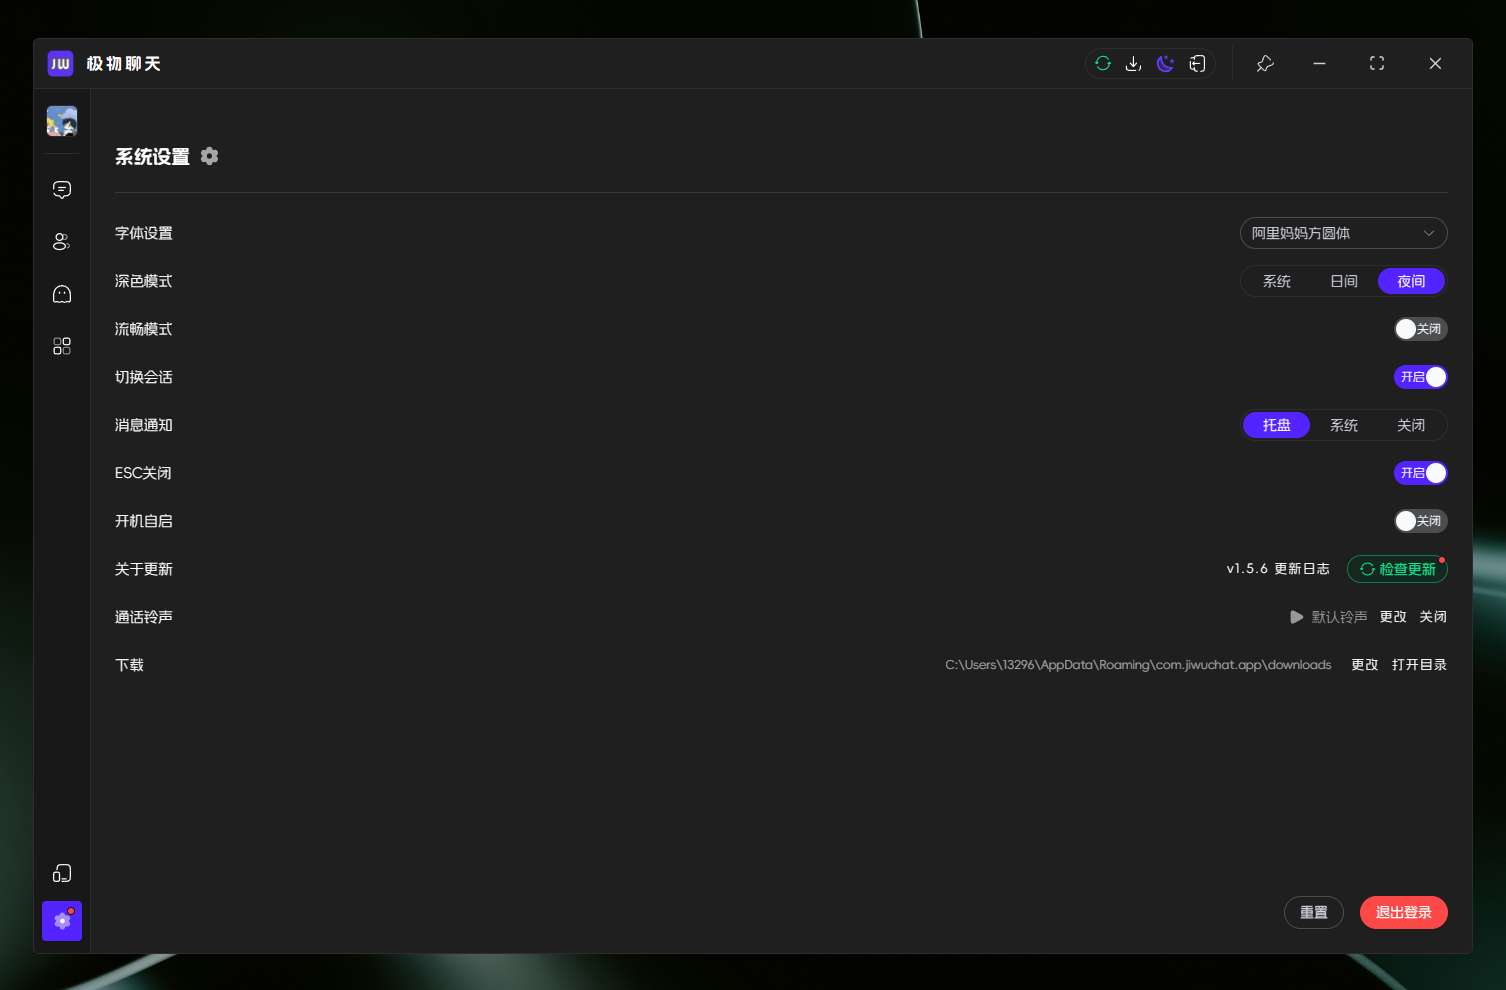 JW 极物聊天
系统设置
字体设置 阿里妈妈方圆体
深色模式 系统 日间 夜间
流畅模式 关闭
切换会话 开启
消息通知 托盘 系统 关闭
ESC关闭 开启
开机自启 关闭
关于更新 v1.5.6 更新日志 检查更新
通话铃声 默认铃声 更改 关闭
下载 C:\Users\13296\AppData\Roaming\com.jiwuchat.app\downloads 更改 打开目录
重置 退出登录